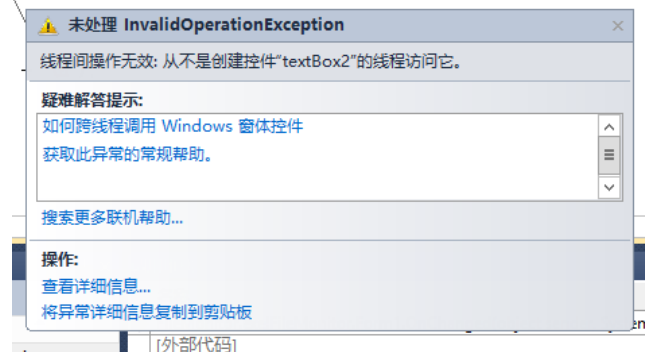 未处理 InvalidOperationException
线程间操作无效: 从不是创建控件“textBox2”的线程访问它。
疑难解答提示:
如何跨线程调用 Windows 窗体控件
获取此异常的常规帮助。
搜索更多联机帮助...
操作:
查看详细信息...
将异常详细信息复制到剪贴板
[外部代码]